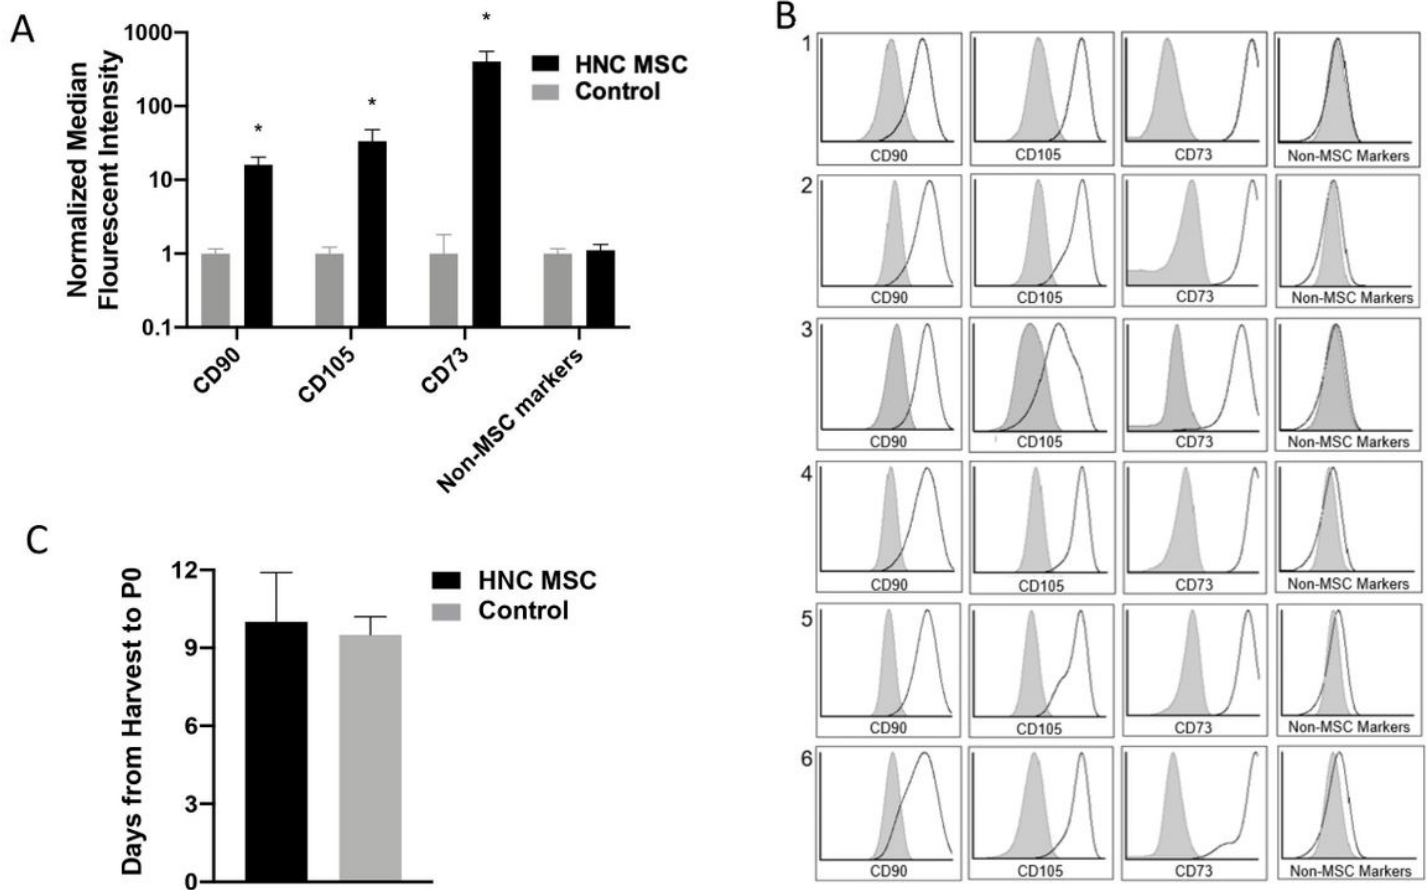 A
Normalized Median
Flourescent Intensity
1000
100
10
1
0.1
*
*
*
HNC MSC
Control
CD90
CD105
CD73
Non-MSC markers
B
1
CD90
CD105
CD73
Non-MSC Markers
2
CD90
CD105
CD73
Non-MSC Markers
3
CD90
CD105
CD73
Non-MSC Markers
4
CD90
CD105
CD73
Non-MSC Markers
5
CD90
CD105
CD73
Non-MSC Markers
6
CD90
CD105
CD73
Non-MSC Markers
C
Days from Harvest to P0
12
9
6
3
0
HNC MSC
Control